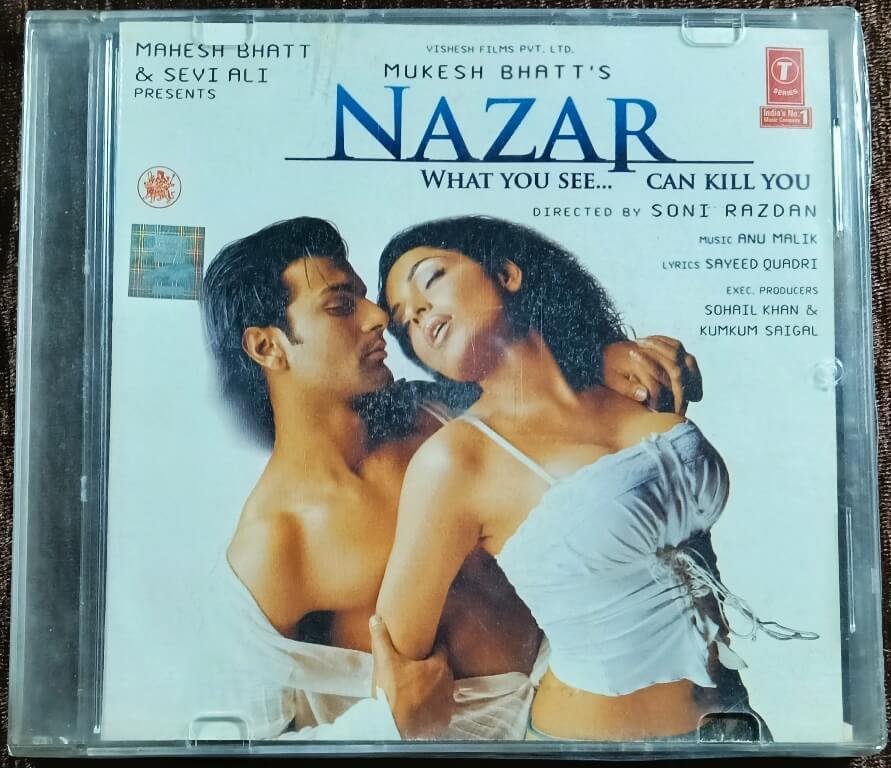 MAHESH BHATT
& SEVI ALI
PRESENTS
VISHESH FILMS PVT. LTD.
MUKESH BHATT'S
NAZAR
WHAT YOU SEE... CAN KILL YOU
DIRECTED BY SONI RAZDAN
MUSIC ANU MALIK
LYRICS SAYEED QUADRI
EXEC. PRODUCERS
SOHAIL KHAN &
KUMKUM SAIGAL
T
SERIES
India's No.1
Music Company